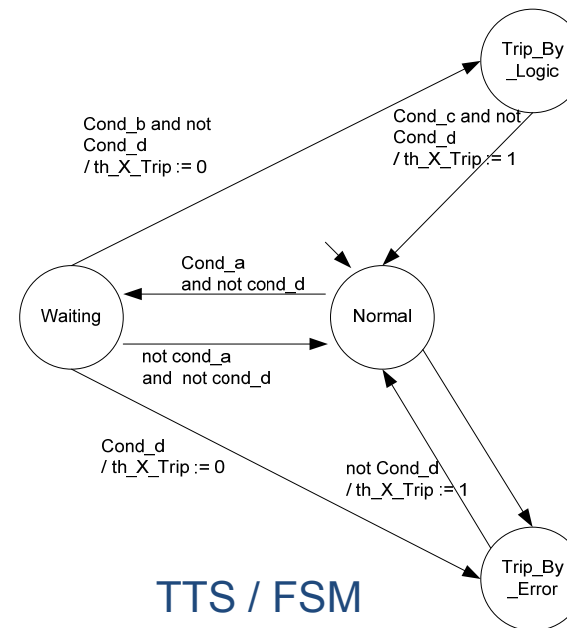 Trip_By
_Logic
Cond_b and not
Cond_d
/ th_X_Trip := 0
Cond_c and not
Cond_d
/ th_X_Trip := 1
Cond_a
and not cond_d
Waiting
Normal
not cond_a
and not cond_d
Cond_d
/ th_X_Trip := 0
not Cond_d
/ th_X_Trip := 1
Trip_By
_Error
TTS / FSM